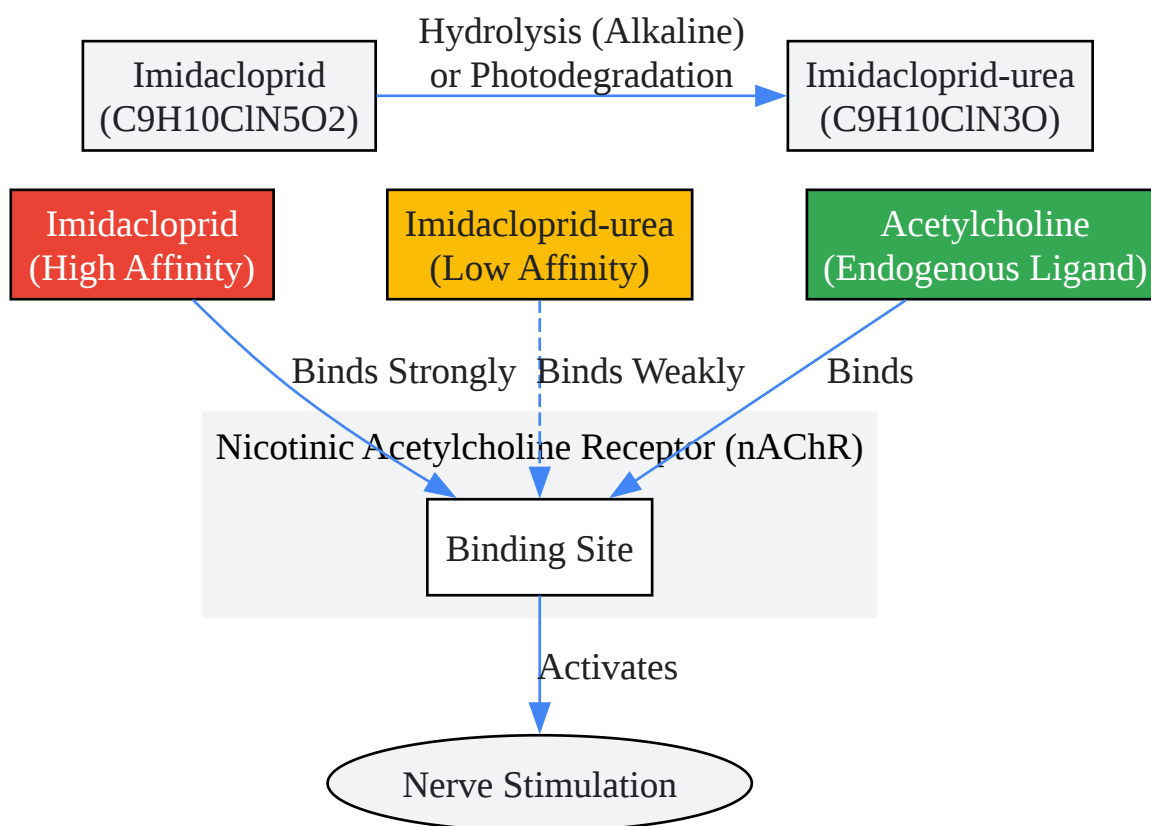 Hydrolysis (Alkaline)
or Photodegradation
Imidacloprid
(C9H10ClN5O2)
Imidacloprid-urea
(C9H10ClN3O)
Imidacloprid
(High Affinity)
Imidacloprid-urea
(Low Affinity)
Acetylcholine
(Endogenous Ligand)
Binds Strongly
Binds Weakly
Binds
Nicotinic Acetylcholine Receptor (nAChR)
Binding Site
Activates
Nerve Stimulation